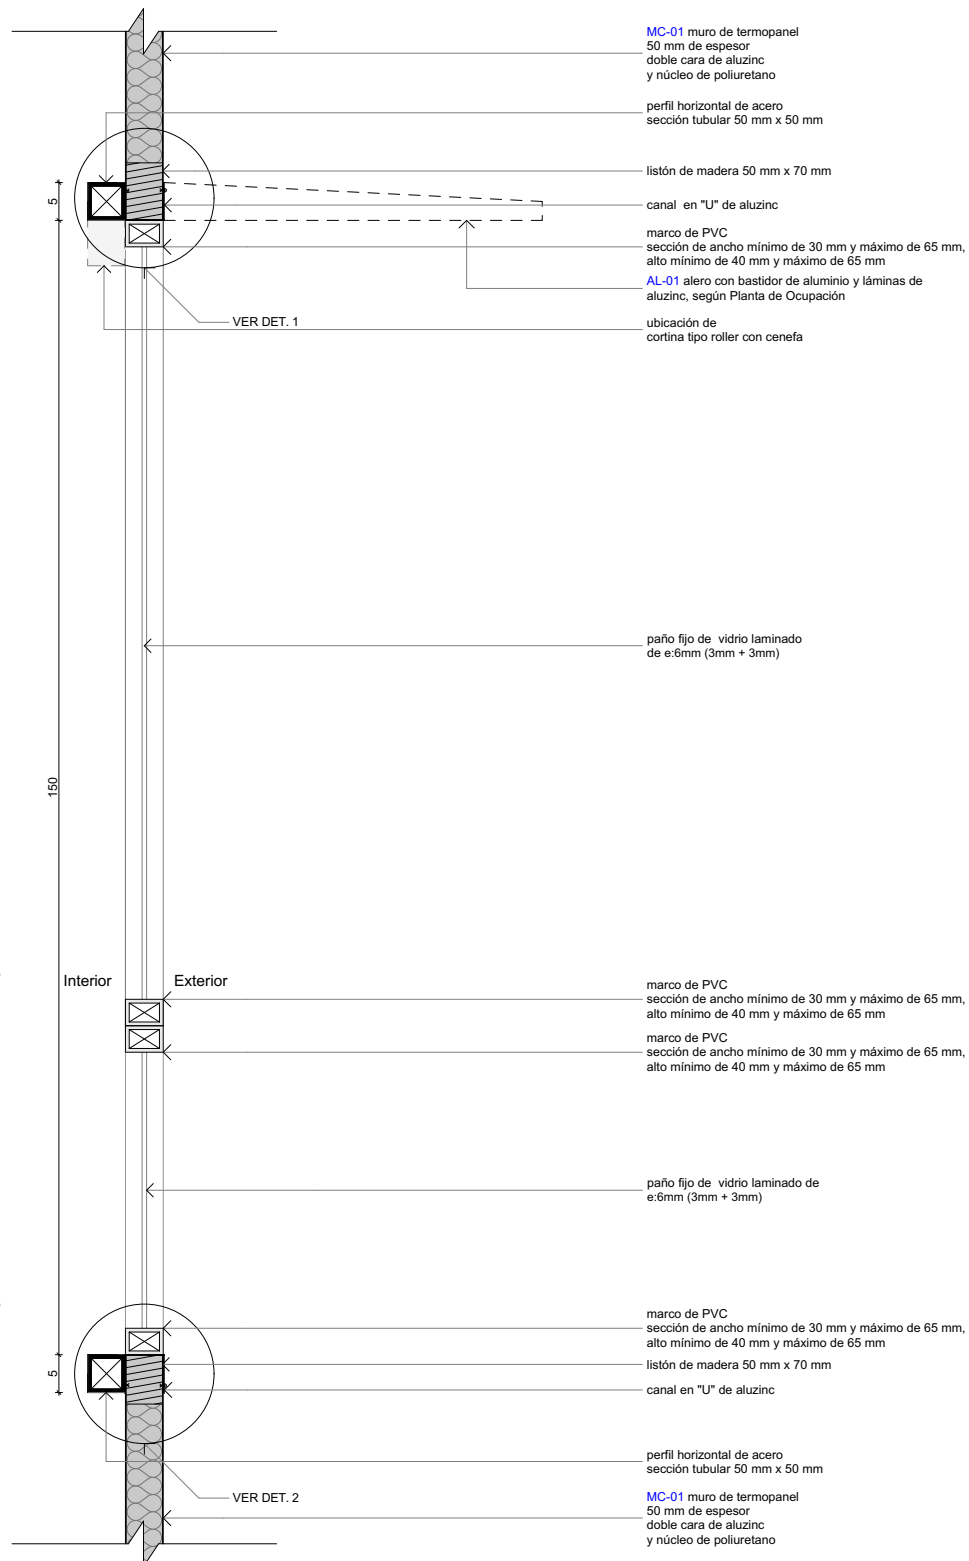 MC-01 muro de termopanel
50 mm de espesor
doble cara de aluzinc
y núcleo de poliuretano
perfil horizontal de acero
sección tubular 50 mm x 50 mm
listón de madera 50 mm x 70 mm
5
canal en "U" de aluzinc
marco de PVC
sección de ancho mínimo de 30 mm y máximo de 65 mm,
alto mínimo de 40 mm y máximo de 65 mm
AL-01 alero con bastidor de aluminio y láminas de
aluzinc, según Planta de Ocupación
VER DET. 1
ubicación de
cortina tipo roller con cenefa
paño fijo de vidrio laminado
de e:6mm (3mm + 3mm)
150
Interior Exterior
marco de PVC
sección de ancho mínimo de 30 mm y máximo de 65 mm,
alto mínimo de 40 mm y máximo de 65 mm
marco de PVC
sección de ancho mínimo de 30 mm y máximo de 65 mm,
alto mínimo de 40 mm y máximo de 65 mm
paño fijo de vidrio laminado de
e:6mm (3mm + 3mm)
marco de PVC
sección de ancho mínimo de 30 mm y máximo de 65 mm,
alto mínimo de 40 mm y máximo de 65 mm
listón de madera 50 mm x 70 mm
5
canal en "U" de aluzinc
perfil horizontal de acero
sección tubular 50 mm x 50 mm
VER DET. 2
MC-01 muro de termopanel
50 mm de espesor
doble cara de aluzinc
y núcleo de poliuretano